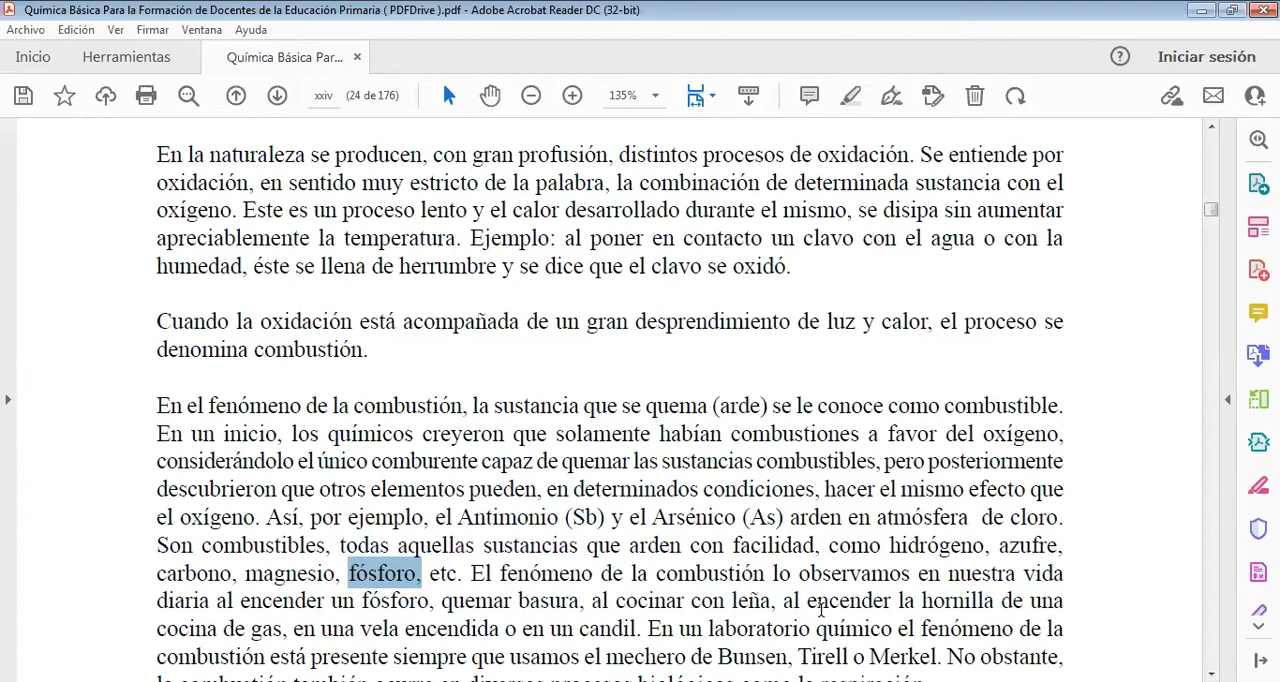 Química Básica Para la Formación de Docentes de la Educación Primaria ( PDFDrive ).pdf - Adobe Acrobat Reader DC (32-bit)
Archivo Edición Ver Firmar Ventana Ayuda
Inicio Herramientas Química Básica Par... × Iniciar sesión
xxiv (24 de 176) 135%
En la naturaleza se producen, con gran profusión, distintos procesos de oxidación. Se entiende por
oxidación, en sentido muy estricto de la palabra, la combinación de determinada sustancia con el
oxígeno. Este es un proceso lento y el calor desarrollado durante el mismo, se disipa sin aumentar
apreciablemente la temperatura. Ejemplo: al poner en contacto un clavo con el agua o con la
humedad, éste se llena de herrumbre y se dice que el clavo se oxidó.
Cuando la oxidación está acompañada de un gran desprendimiento de luz y calor, el proceso se
denomina combustión.
En el fenómeno de la combustión, la sustancia que se quema (arde) se le conoce como combustible.
En un inicio, los químicos creyeron que solamente habían combustiones a favor del oxígeno,
considerándolo el único comburente capaz de quemar las sustancias combustibles, pero posteriormente
descubrieron que otros elementos pueden, en determinados condiciones, hacer el mismo efecto que
el oxígeno. Así, por ejemplo, el Antimonio (Sb) y el Arsénico (As) arden en atmósfera de cloro.
Son combustibles, todas aquellas sustancias que arden con facilidad, como hidrógeno, azufre,
carbono, magnesio, fósforo, etc. El fenómeno de la combustión lo observamos en nuestra vida
diaria al encender un fósforo, quemar basura, al cocinar con leña, al encender la hornilla de una
cocina de gas, en una vela encendida o en un candil. En un laboratorio químico el fenómeno de la
combustión está presente siempre que usamos el mechero de Bunsen, Tirell o Merkel. No obstante,
la combustión también ocurre en diversos procesos biológicos como la respiración.